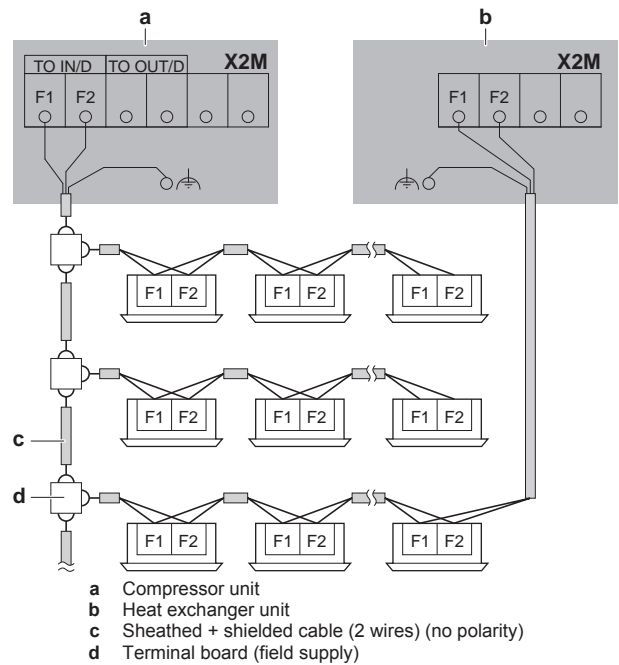 a b
TO IN/D TO OUT/D X2M X2M
F1 F2 F1 F2
F1 F2 F1 F2 F1 F2
F1 F2 F1 F2 F1 F2
c
d
F1 F2 F1 F2 F1 F2
a Compressor unit
b Heat exchanger unit
c Sheathed + shielded cable (2 wires) (no polarity)
d Terminal board (field supply)